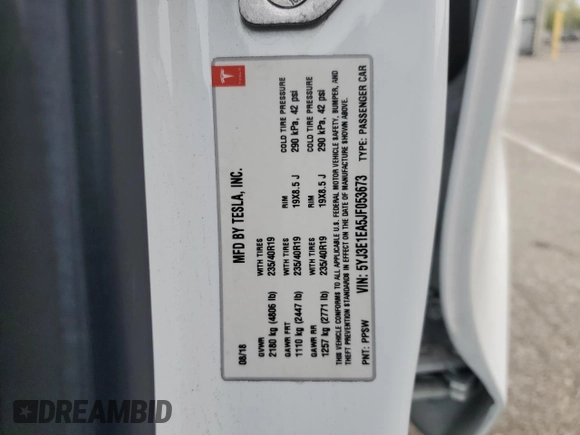 TESLA
MFD BY TESLA, INC.
08/18
GVWR WITH TIRES RIM COLD TIRE PRESSURE
2180 kg (4806 lb) 235/40R19 19X8.5 J 290 kPa, 42 psi
GAWR FRT WITH TIRES RIM COLD TIRE PRESSURE
1110 kg (2447 lb) 235/40R19 19X8.5 J 290 kPa, 42 psi
GAWR RR
1257 kg (2771 lb) 235/40R19
THIS VEHICLE CONFORMS TO ALL APPLICABLE U.S. FEDERAL MOTOR VEHICLE SAFETY, BUMPER, AND
THEFT PREVENTION STANDARDS IN EFFECT ON THE DATE OF MANUFACTURE SHOWN ABOVE.
PNT: PPSW VIN: 5YJ3E1EA5JF053673 TYPE: PASSENGER CAR
DREAMBID